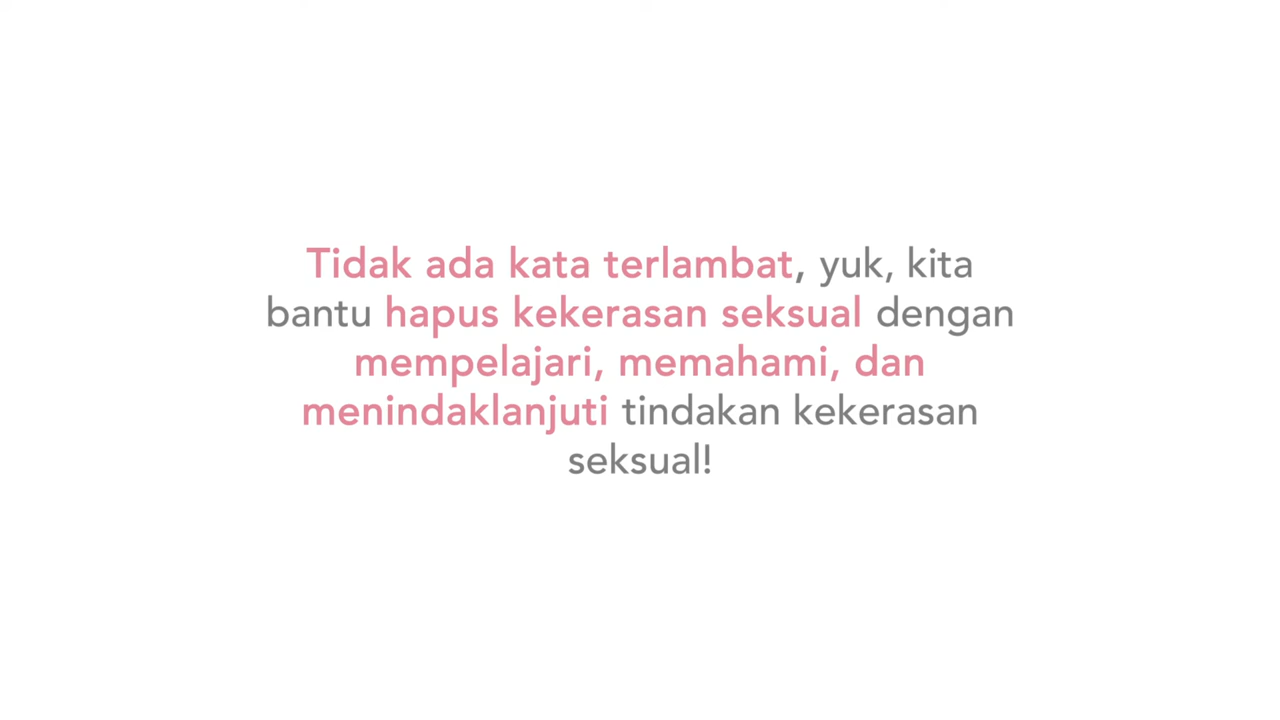 Tidak ada kata terlambat, yuk, kita
bantu hapus kekerasan seksual dengan
mempelajari, memahami, dan
menindaklanjuti tindakan kekerasan
seksual!